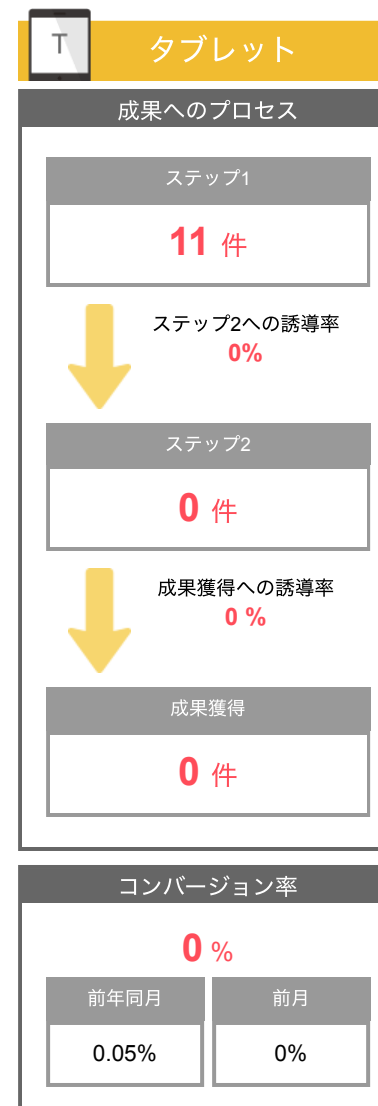 T
タブレット
成果へのプロセス
ステップ1
11 件
ステップ2への誘導率
0%
ステップ2
0 件
成果獲得への誘導率
0 %
成果獲得
0 件
コンバージョン率
0 %
前年同月 前月
0.05% 0%